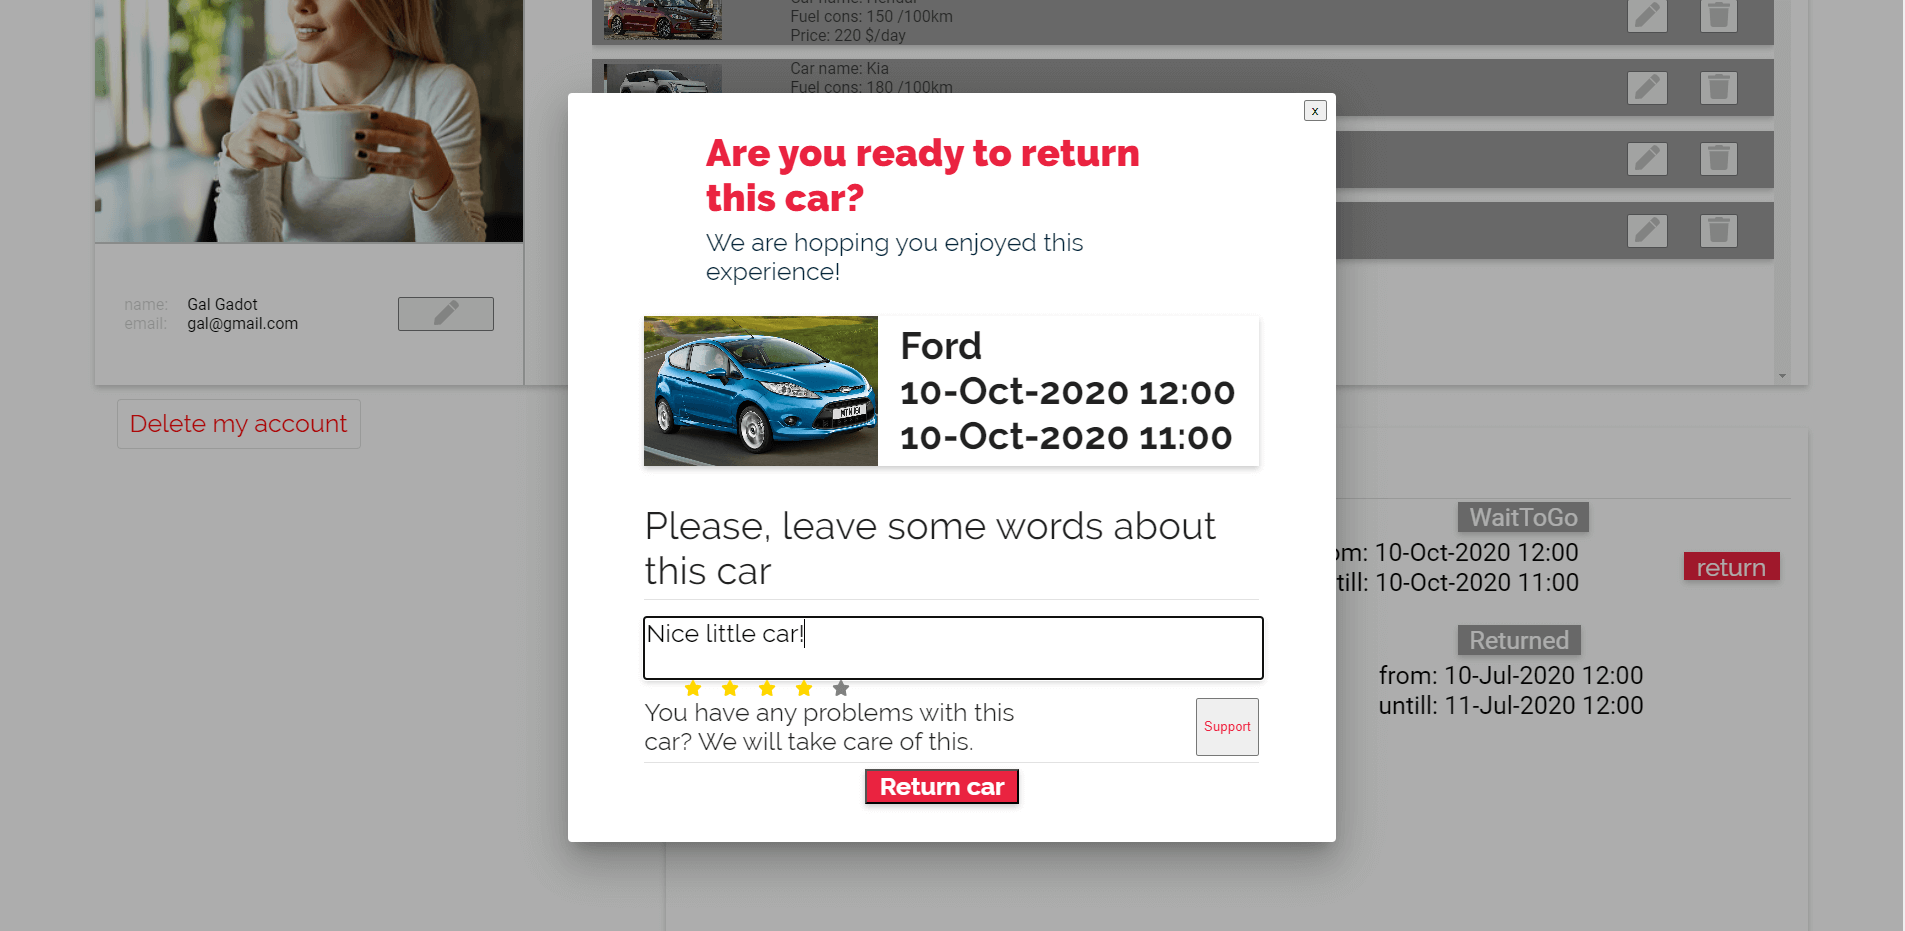 Fuel cons: 150 /100km
Price: 220 $/day
Car name: Kia
Fuel cons: 180 /100km
x
Are you ready to return
this car?
We are hopping you enjoyed this
experience!
name: Gal Gadot
email: gal@gmail.com
Ford
10-Oct-2020 12:00
10-Oct-2020 11:00
MTN 161
Delete my account
Please, leave some words about
this car
Nice little car!
You have any problems with this
car? We will take care of this.
Support
Return car
WaitToGo
om: 10-Oct-2020 12:00
till: 10-Oct-2020 11:00
return
Returned
from: 10-Jul-2020 12:00
untill: 11-Jul-2020 12:00